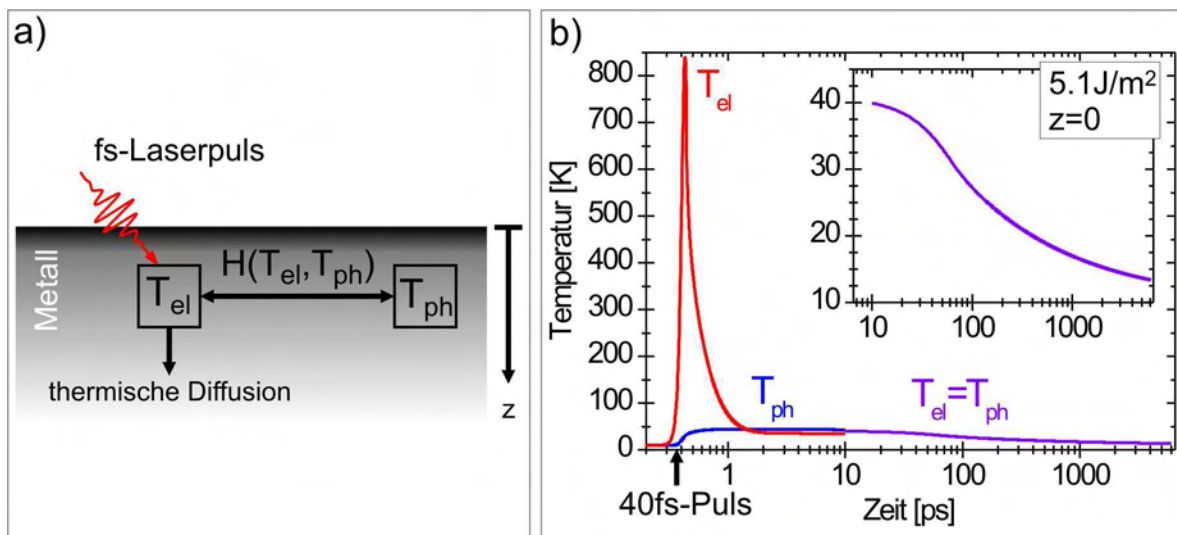 a)
fs-Laserpuls
Metall
H(T_el,T_ph)
T_el
T_ph
thermische Diffusion
z
b)
Temperatur [K]
800
700
600
500
400
300
200
100
0
T_el
T_ph
T_el=T_ph
5.1J/m²
z=0
40
30
20
10
10
100
1000
1
10
100
1000
40fs-Puls
Zeit [ps]